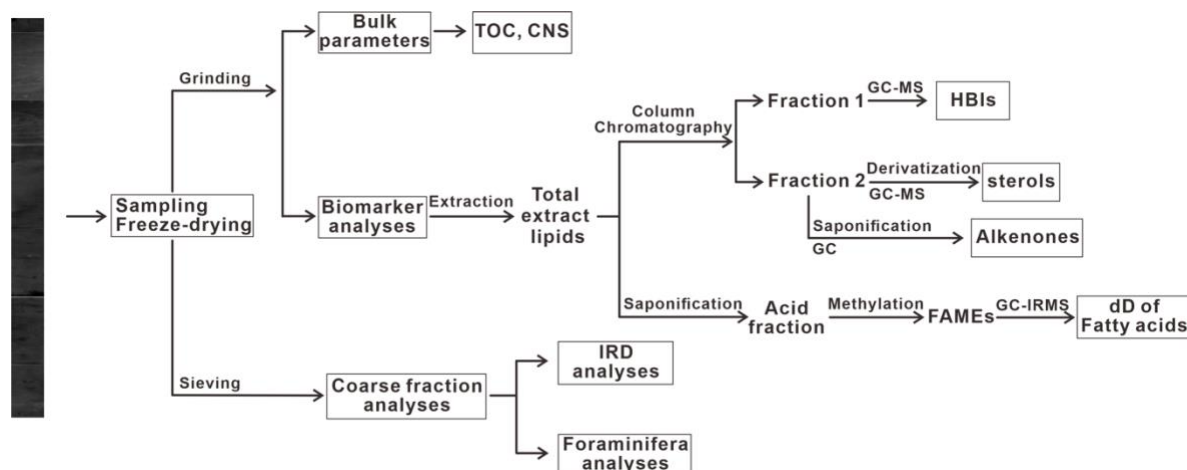 Bulk
parameters
TOC, CNS
Grinding
Fraction 1
GC-MS
HBIs
Column
Chromatography
Derivatization
Fraction 2
GC-MS
sterols
Sampling
Freeze-drying
Biomarker
analyses
Extraction
Total
extract
lipids
Saponification
GC
Alkenones
Saponification
Acid
fraction
Methylation
FAMEs
GC-IRMS
dD of
Fatty acids
IRD
analyses
Sieving
Coarse fraction
analyses
Foraminifera
analyses